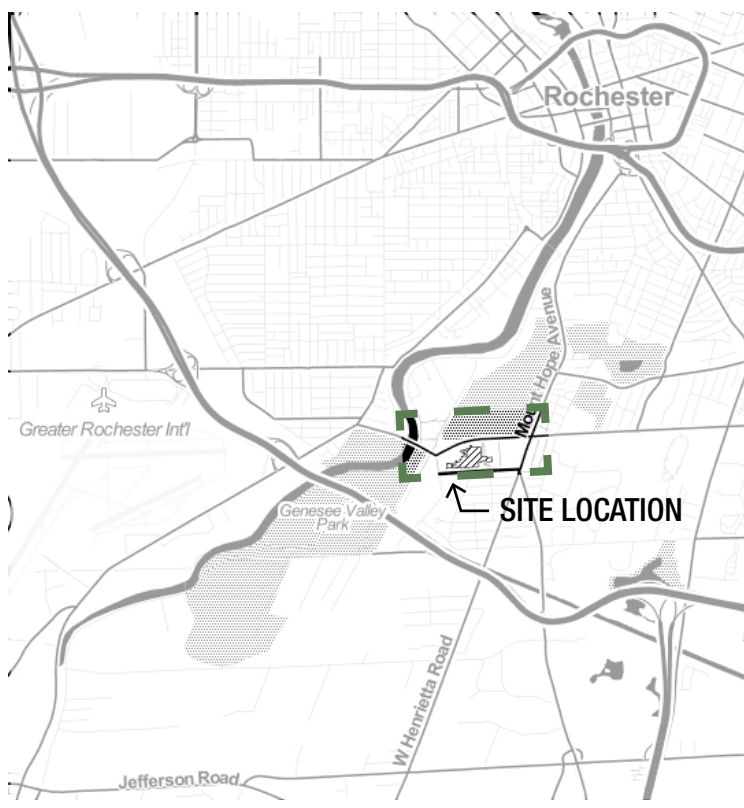 Rochester
Mount Hope Avenue
Greater Rochester Int'l
SITE LOCATION
Genesee Valley
Park
W Henrietta Road
Jefferson Road